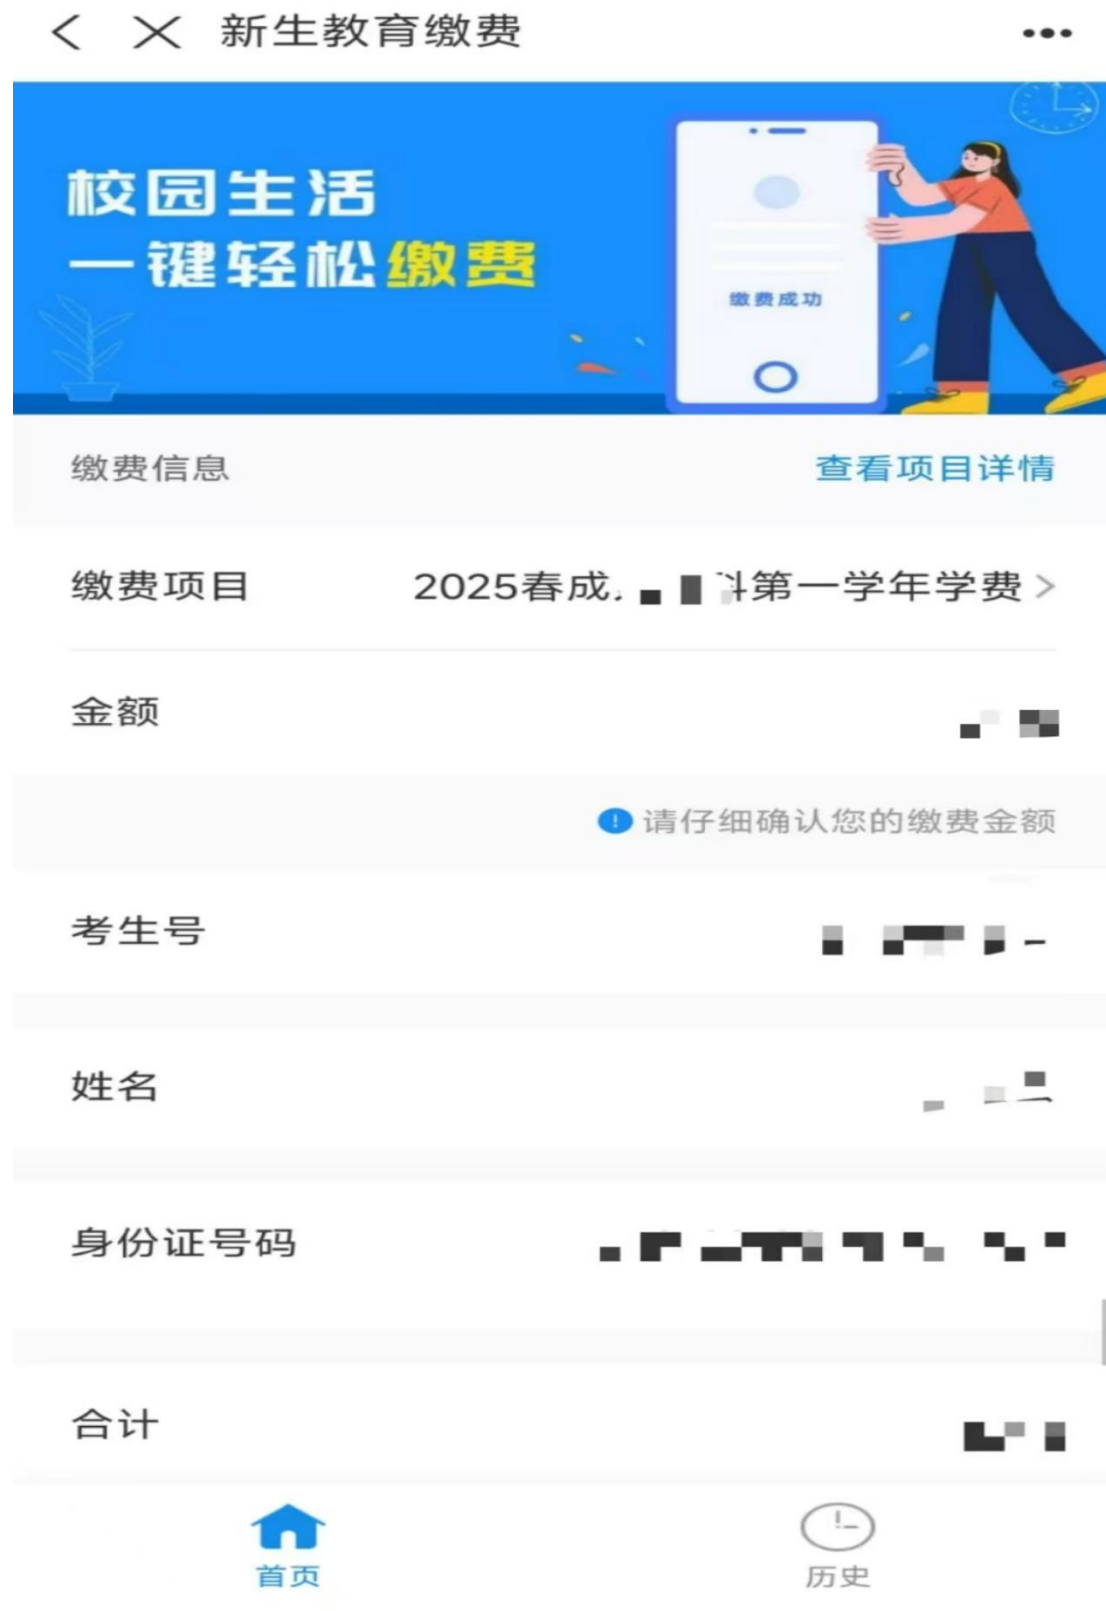 新生教育缴费
校园生活
一键轻松缴费
缴费成功
缴费信息
查看项目详情
缴费项目
2025春成 科第一学年学费
金额
请仔细确认您的缴费金额
考生号
姓名
身份证号码
合计
首页
历史